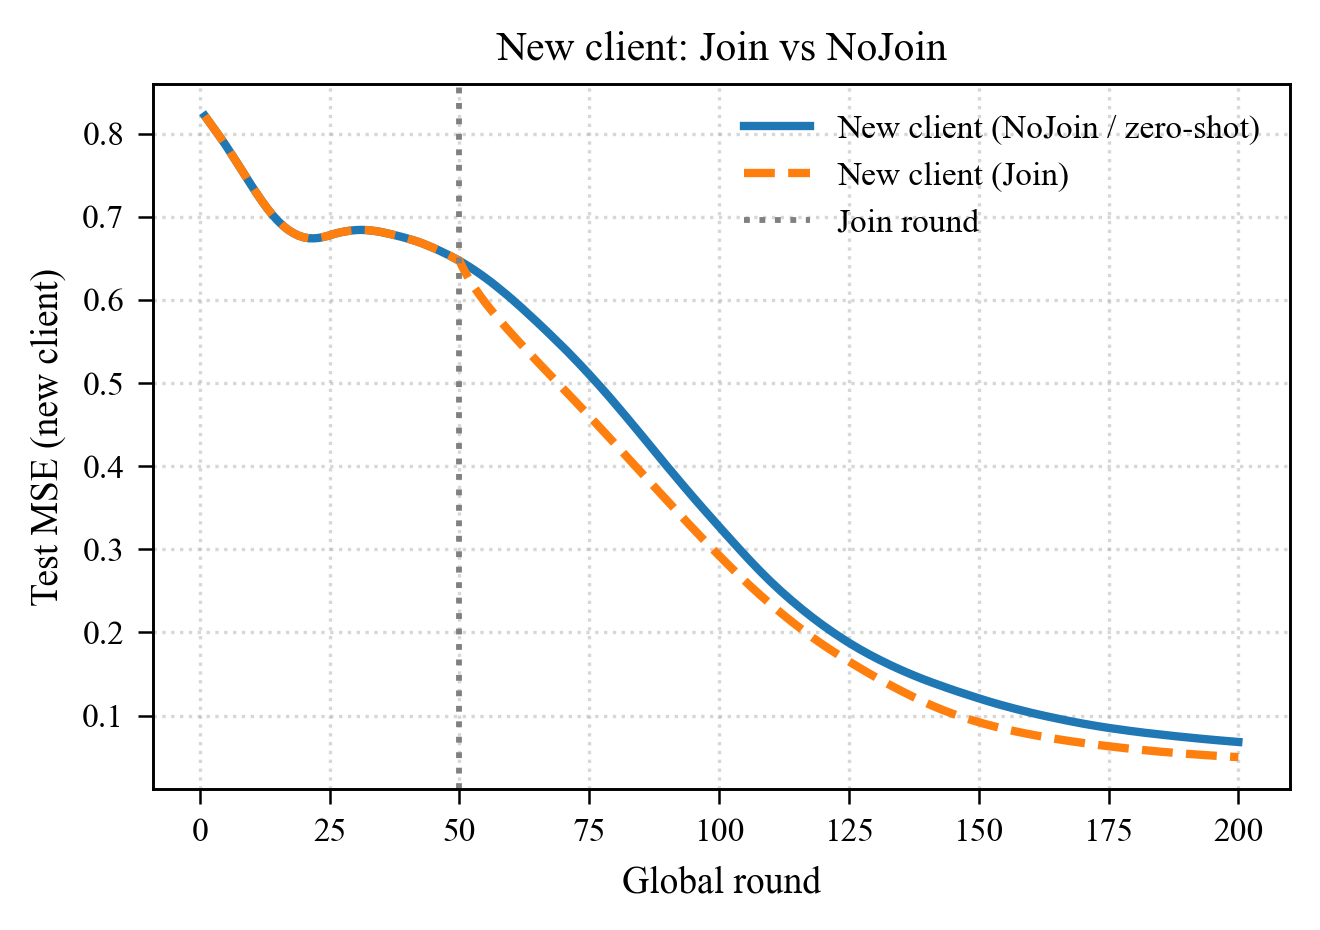 New client: Join vs NoJoin
New client (NoJoin / zero-shot)
New client (Join)
Join round
Test MSE (new client)
0.8
0.7
0.6
0.5
0.4
0.3
0.2
0.1
0 25 50 75 100 125 150 175 200
Global round